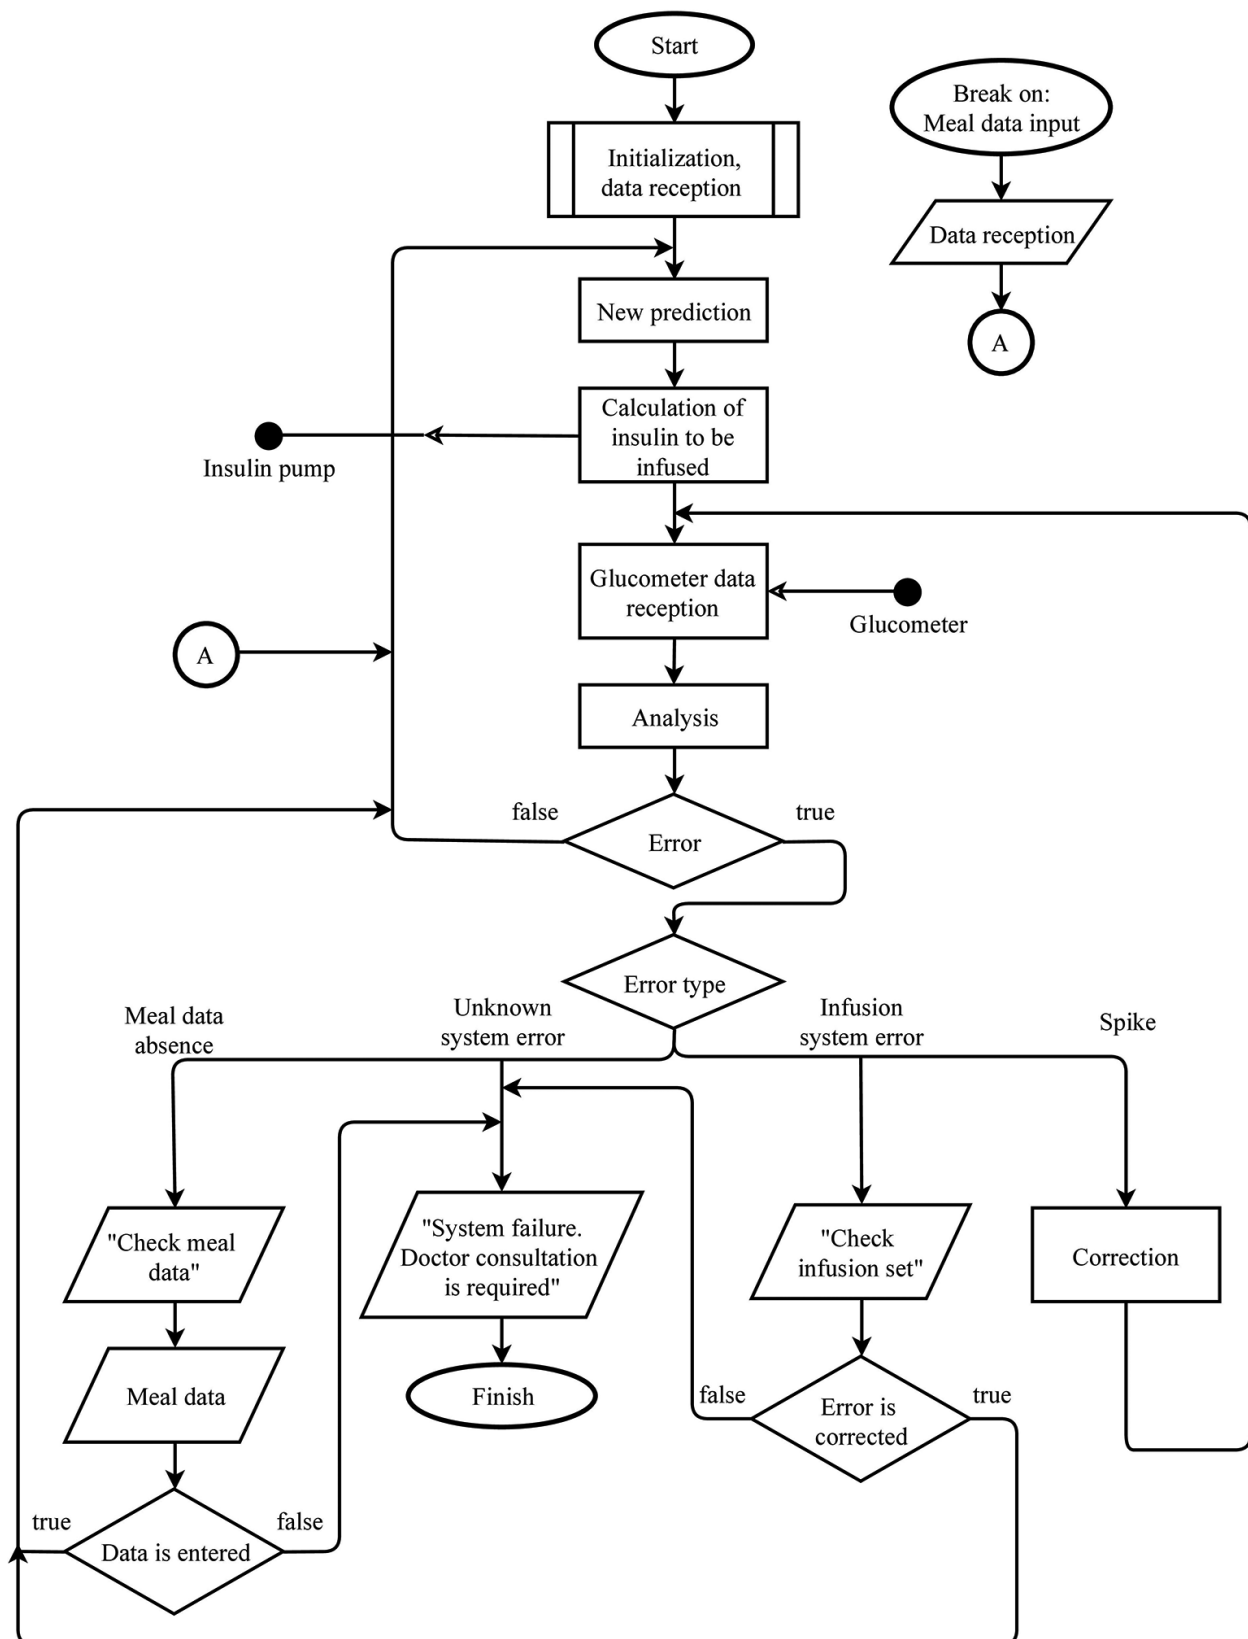 Start
Break on:
Meal data input
Initialization,
data reception
Data reception
New prediction
A
Calculation of
insulin to be
infused
Insulin pump
Glucometer data
reception
Glucometer
A
Analysis
false
true
Error
Error type
Meal data
absence
Unknown
system error
Infusion
system error
Spike
"Check meal
data"
"System failure.
Doctor consultation
is required"
"Check
infusion set"
Correction
Meal data
Finish
false
true
Error is
corrected
true
false
Data is entered